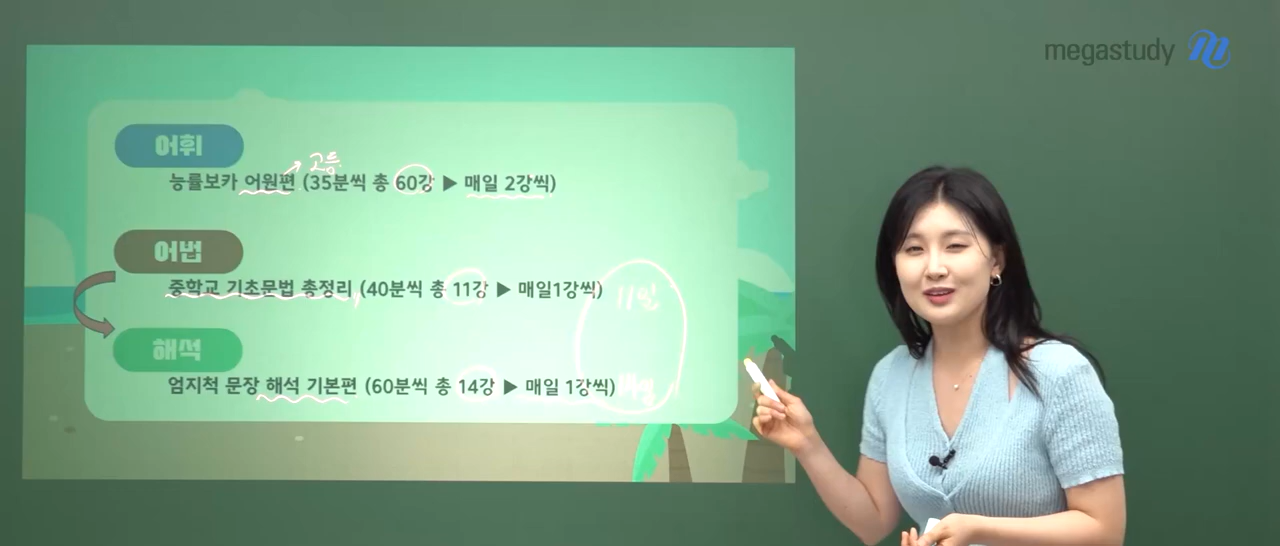 megastudy
어휘
고등
능률보카 어원편 (35분씩 총 60강 ▶ 매일 2강씩)
어법
중학교 기초문법 총정리 (40분씩 총 11강 ▶ 매일1강씩)
11일
해석
엄지척 문장 해석 기본편 (60분씩 총 14강 ▶ 매일 1강씩)